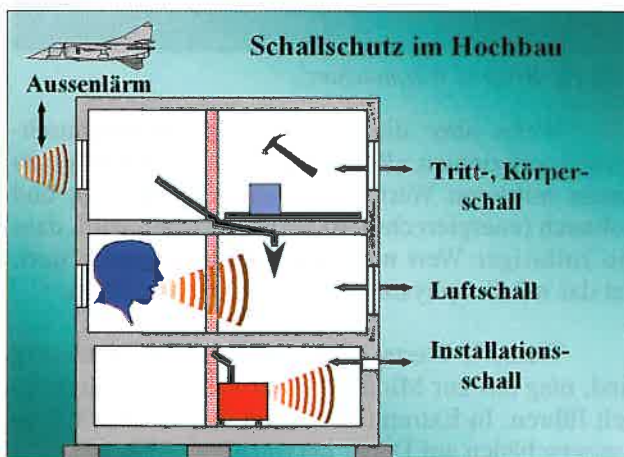 Schallschutz im Hochbau
Aussenlärm
Tritt-, Körper-
schall
Luftschall
Installations-
schall